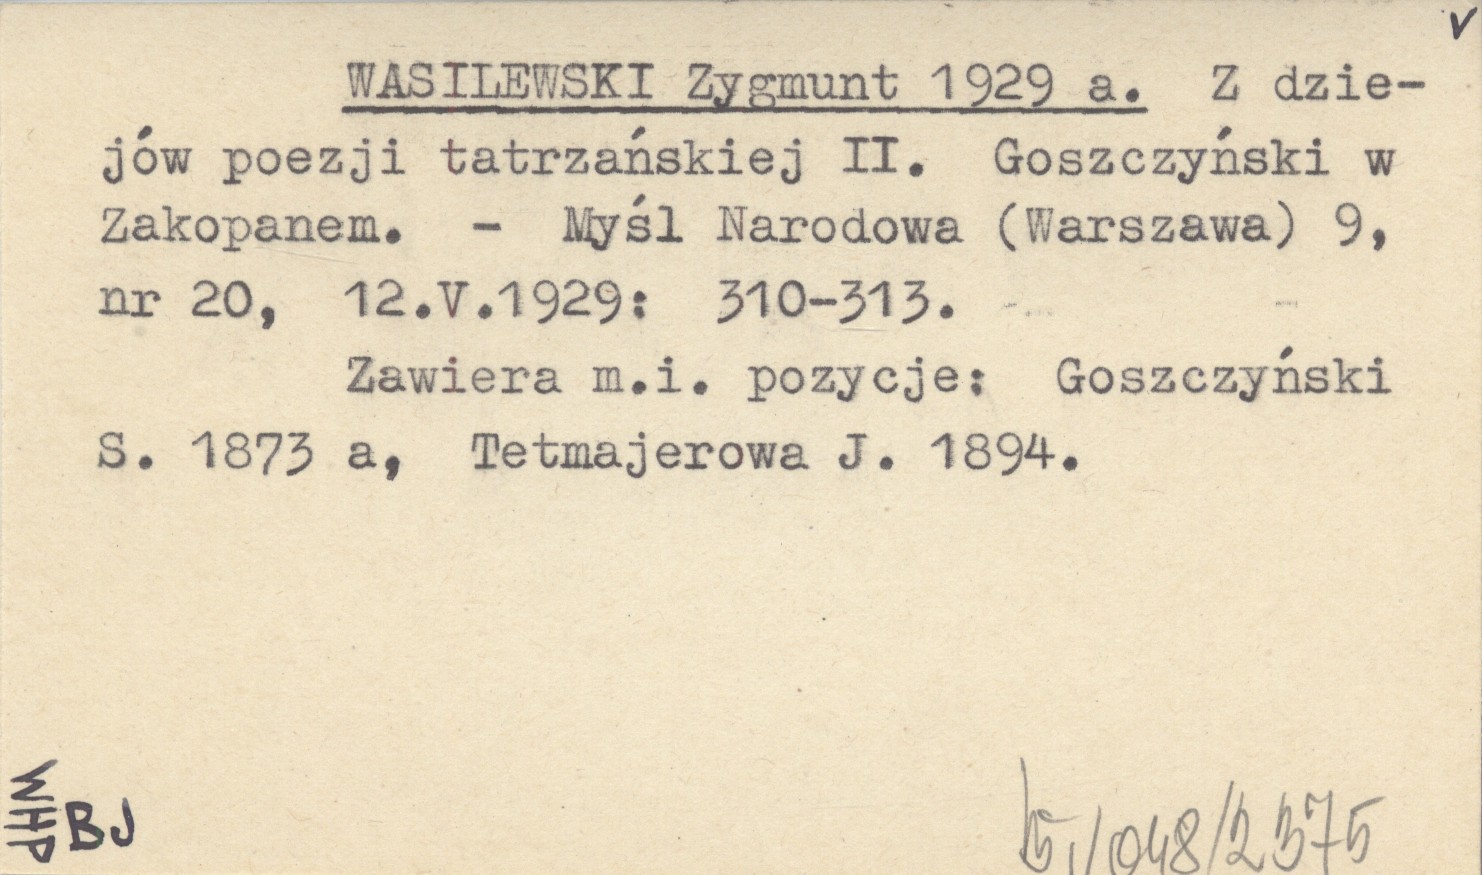 V
WASILEWSKI Zygmunt 1929 a. Z dzie-
jów poezji tatrzańskiej II. Goszczyński w
Zakopanem. - Myśl Narodowa (Warszawa) 9,
nr 20, 12.V.1929: 310-313.
Zawiera m.i. pozycje: Goszczyński
S. 1873 a, Tetmajerowa J. 1894.
WHP
BJ
/048/2375